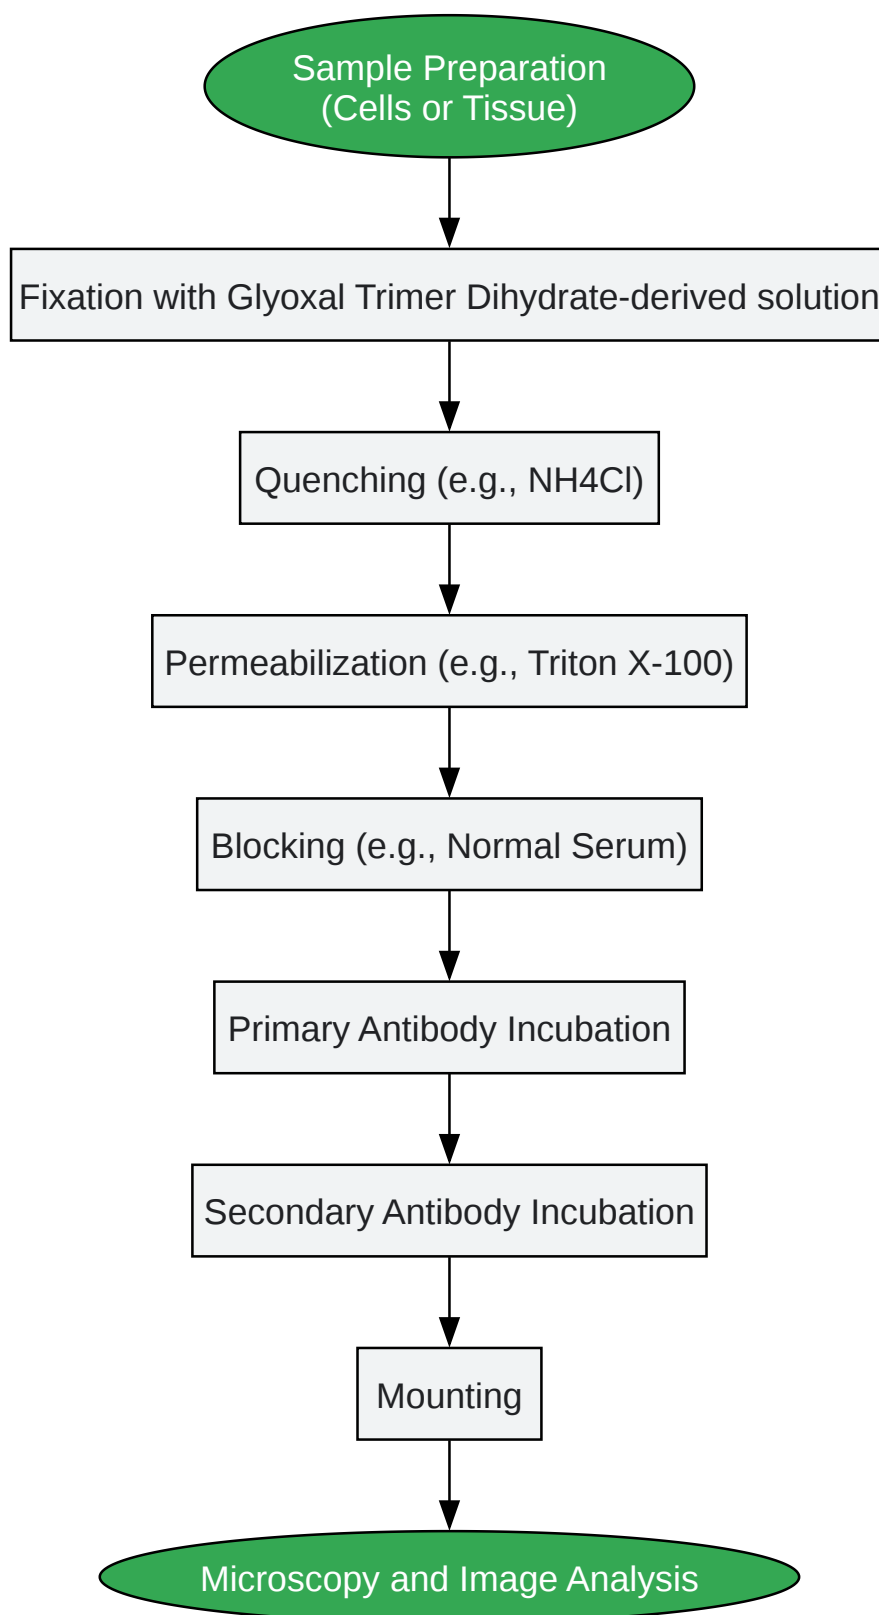 Sample Preparation
(Cells or Tissue)
Fixation with Glyoxal Trimer Dihydrate-derived solution
Quenching (e.g., NH4Cl)
Permeabilization (e.g., Triton X-100)
Blocking (e.g., Normal Serum)
Primary Antibody Incubation
Secondary Antibody Incubation
Mounting
Microscopy and Image Analysis